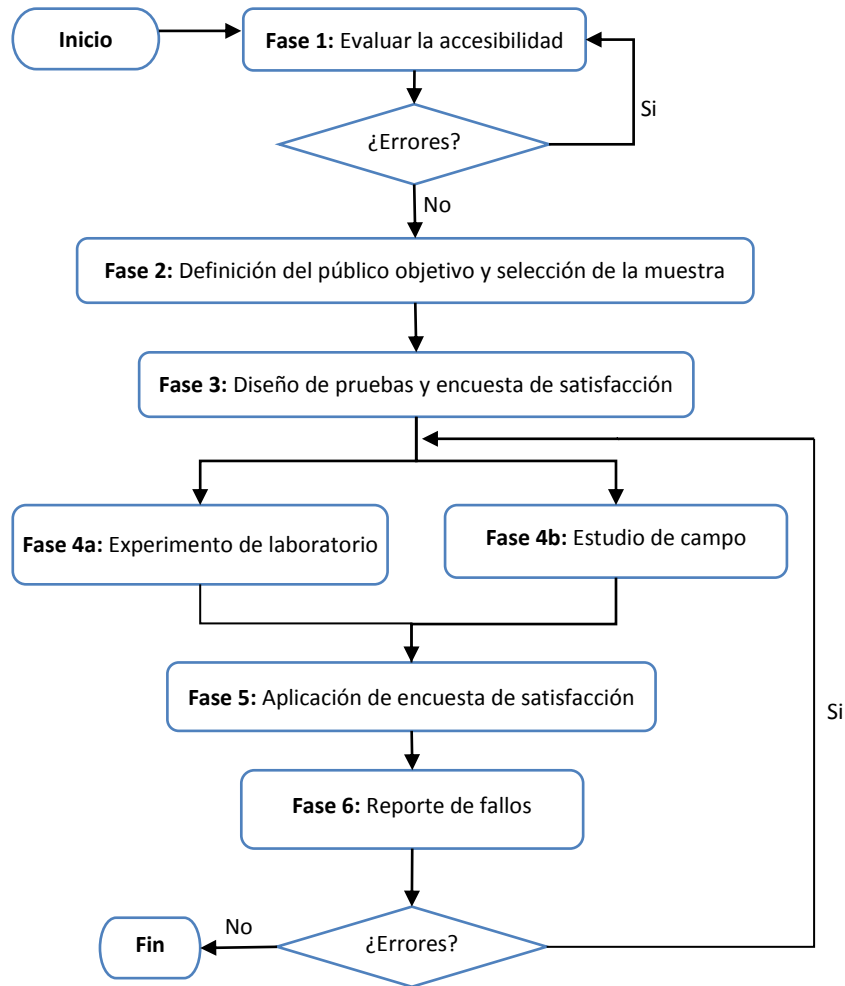 Inicio
Fase 1: Evaluar la accesibilidad
Si
¿Errores?
No
Fase 2: Definición del público objetivo y selección de la muestra
Fase 3: Diseño de pruebas y encuesta de satisfacción
Fase 4a: Experimento de laboratorio
Fase 4b: Estudio de campo
Fase 5: Aplicación de encuesta de satisfacción
Si
Fase 6: Reporte de fallos
No
Fin
¿Errores?